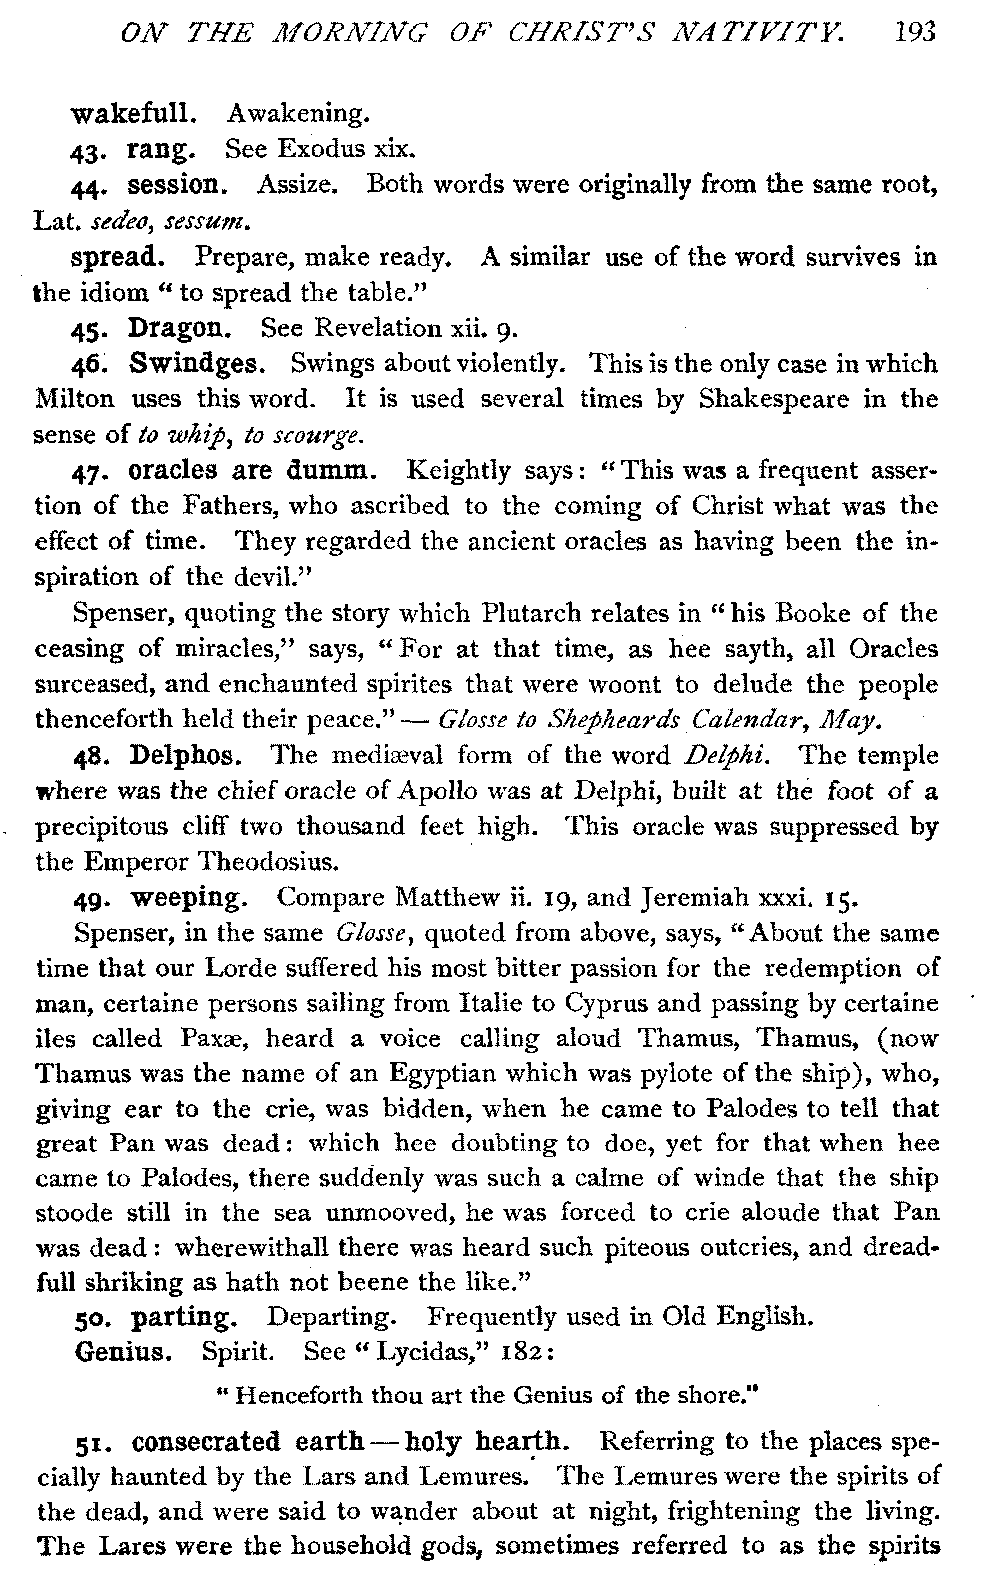 ON THE MORNING OF CHRIST'S NATIVITY. 193
wakefull. Awakening.
43. rang. See Exodus xix.
44. session. Assize. Both words were originally from the same root,
Lat. sedeo, sessum.
spread. Prepare, make ready. A similar use of the word survives in
the idiom " to spread the table."
45. Dragon. See Revelation xii. 9.
46. Swindges. Swings about violently. This is the only case in which
Milton uses this word. It is used several times by Shakespeare in the
sense of to whip, to scourge.
47. oracles are dumm. Keightly says: "This was a frequent asser-
tion of the Fathers, who ascribed to the coming of Christ what was the
effect of time. They regarded the ancient oracles as having been the in-
spiration of the devil."
Spenser, quoting the story which Plutarch relates in "his Booke of the
ceasing of miracles," says, "For at that time, as hee sayth, all Oracles
surceased, and enchaunted spirites that were woont to delude the people
thenceforth held their peace." — Glosse to Shepheards Calendar, May.
48. Delphos. The mediæval form of the word Delphi. The temple
where was the chief oracle of Apollo was at Delphi, built at the foot of a
precipitous cliff two thousand feet high. This oracle was suppressed by
the Emperor Theodosius.
49. weeping. Compare Matthew ii. 19, and Jeremiah xxxi. 15.
Spenser, in the same Glosse, quoted from above, says, "About the same
time that our Lorde suffered his most bitter passion for the redemption of
man, certaine persons sailing from Italie to Cyprus and passing by certaine
iles called Paxæ, heard a voice calling aloud Thamus, Thamus, (now
Thamus was the name of an Egyptian which was pylote of the ship), who,
giving ear to the crie, was bidden, when he came to Palodes to tell that
great Pan was dead: which hee doubting to doe, yet for that when hee
came to Palodes, there suddenly was such a calme of winde that the ship
stoode still in the sea unmooved, he was forced to crie aloude that Pan
was dead: wherewithall there was heard such piteous outcries, and dread-
full shriking as hath not beene the like."
50. parting. Departing. Frequently used in Old English.
Genius. Spirit. See "Lycidas," 182:
"Henceforth thou art the Genius of the shore."
51. consecrated earth — holy hearth. Referring to the places spe-
cially haunted by the Lars and Lemures. The Lemures were the spirits of
the dead, and were said to wander about at night, frightening the living.
The Lares were the household gods, sometimes referred to as the spirits